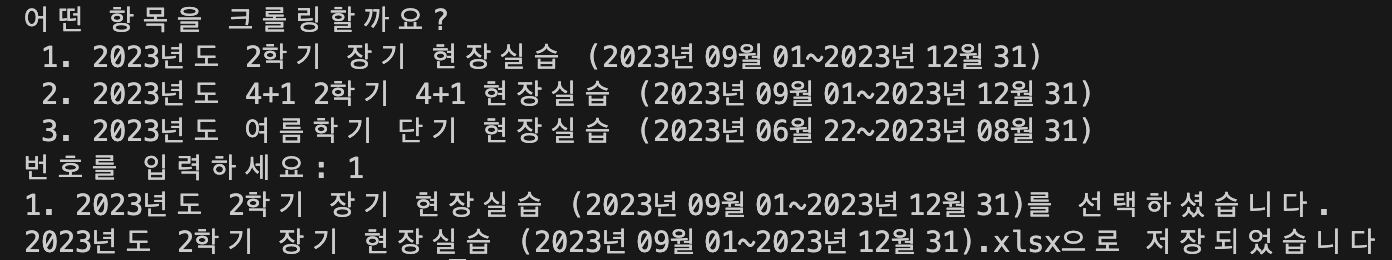 어떤 항목을 크롤링할까요?
1. 2023년도 2학기 장기 현장실습 (2023년 09월 01~2023년 12월 31)
2. 2023년도 4+1 2학기 4+1 현장실습 (2023년 09월 01~2023년 12월 31)
3. 2023년도 여름학기 단기 현장실습 (2023년 06월 22~2023년 08월 31)
번호를 입력하세요: 1
1. 2023년도 2학기 장기 현장실습 (2023년 09월 01~2023년 12월 31)를 선택하셨습니다.
2023년도 2학기 장기 현장실습 (2023년 09월 01~2023년 12월 31).xlsx으로 저장되었습니다